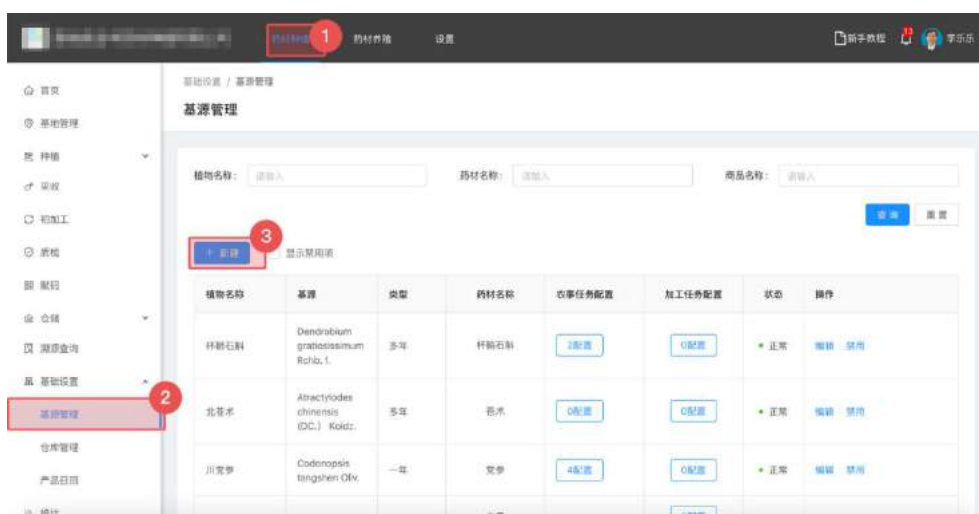 1
药材种植
药材养殖
设置
新手教程
李乐乐
首页
基础设置 / 基源管理
基源管理
基地管理
种植
采收
初加工
质检
赋码
仓储
溯源查询
基础设置
2
基源管理
仓库管理
产品召回
统计
植物名称: 请输入
药材名称: 请输入
商品名称: 请输入
查询
重置
3
+ 新建
显示禁用项
植物名称 基源 类型 药材名称 农事任务配置 加工任务配置 状态 操作
杯鞘石斛 Dendrobium gratiosissimum Rchb. f. 多年 杯鞘石斛 2配置 0配置 正常 编辑 禁用
北苍术 Atractylodes chinensis (DC.) Koidz. 多年 苍术 0配置 0配置 正常 编辑 禁用
川党参 Codonopsis tangshen Oliv. 一年 党参 4配置 0配置 正常 编辑 禁用